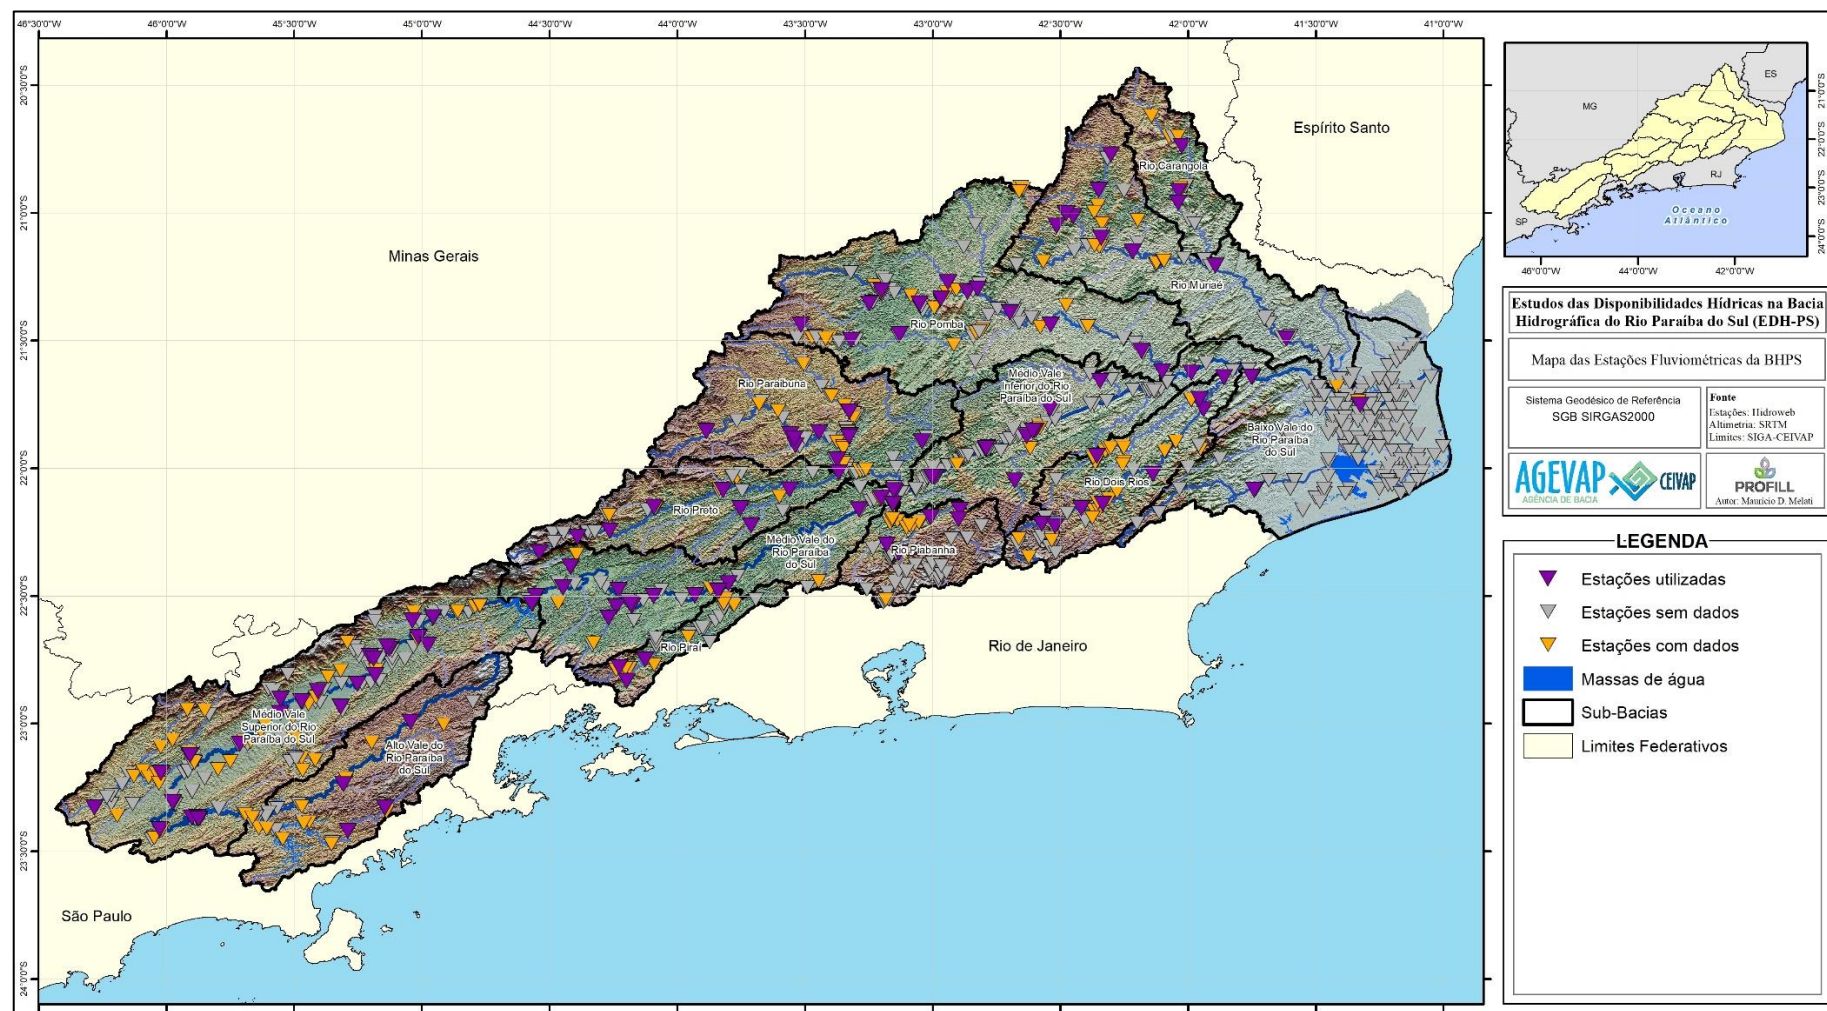 46°30'0"W
46°0'0"W
45°30'0"W
45°0'0"W
44°30'0"W
44°0'0"W
43°30'0"W
43°0'0"W
42°30'0"W
42°0'0"W
41°30'0"W
41°0'0"W
20°30'0"S
21°0'0"S
21°30'0"S
22°0'0"S
22°30'0"S
23°0'0"S
23°30'0"S
24°0'0"S
Espírito Santo
Minas Gerais
Rio de Janeiro
São Paulo
Rio Carangola
Rio Muriaé
Rio Pomba
Rio Paraibuna
Médio Vale
Inferior do Rio
Paraíba do Sul
Baixo Vale do
Rio Paraíba
do Sul
Rio Dois Rios
Rio Preto
Médio Vale do
Rio Paraíba
do Sul
Rio Piabanha
Rio Piraí
Médio Vale
Superior do Rio
Paraíba do Sul
Alto Vale do
Rio Paraíba
do Sul
ES
MG
RJ
SP
Oceano
Atlântico
21°0'0"S
22°0'0"S
23°0'0"S
24°0'0"S
46°0'0"W
44°0'0"W
42°0'0"W
Estudos das Disponibilidades Hídricas na Bacia
Hidrográfica do Rio Paraíba do Sul (EDH-PS)
Mapa das Estações Fluviométricas da BHPS
Sistema Geodésico de Referência
SGB SIRGAS2000
Fonte
Estações: Hidroweb
Altimetria: SRTM
Limites: SIGA-CEIVAP
AGEVAP
AGÊNCIA DE BACIA
CEIVAP
PROFILL
Autor: Maurício D. Melati
LEGENDA
Estações utilizadas
Estações sem dados
Estações com dados
Massas de água
Sub-Bacias
Limites Federativos